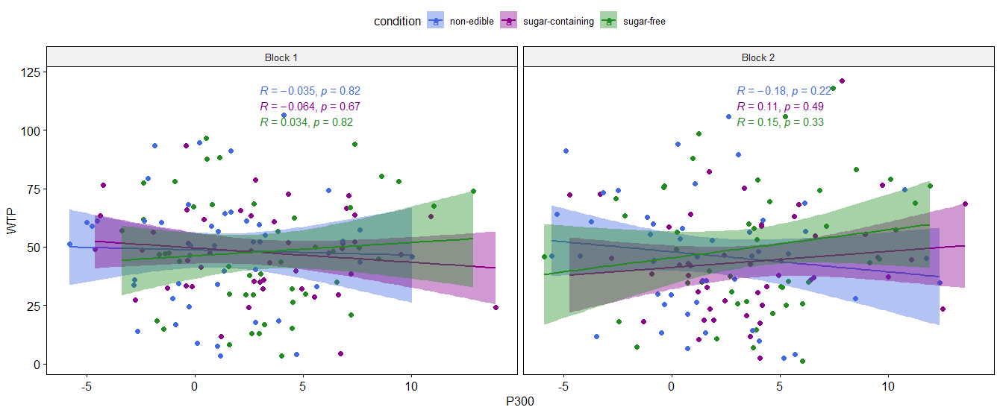 condition a non-edible a sugar-containing a sugar-free
Block 1
Block 2
WTP
125
100
75
50
25
0
R = −0.035, p = 0.82
R = −0.064, p = 0.67
R = 0.034, p = 0.82
R = −0.18, p = 0.22
R = 0.11, p = 0.49
R = 0.15, p = 0.33
-5 0 5 10
-5 0 5 10
P300